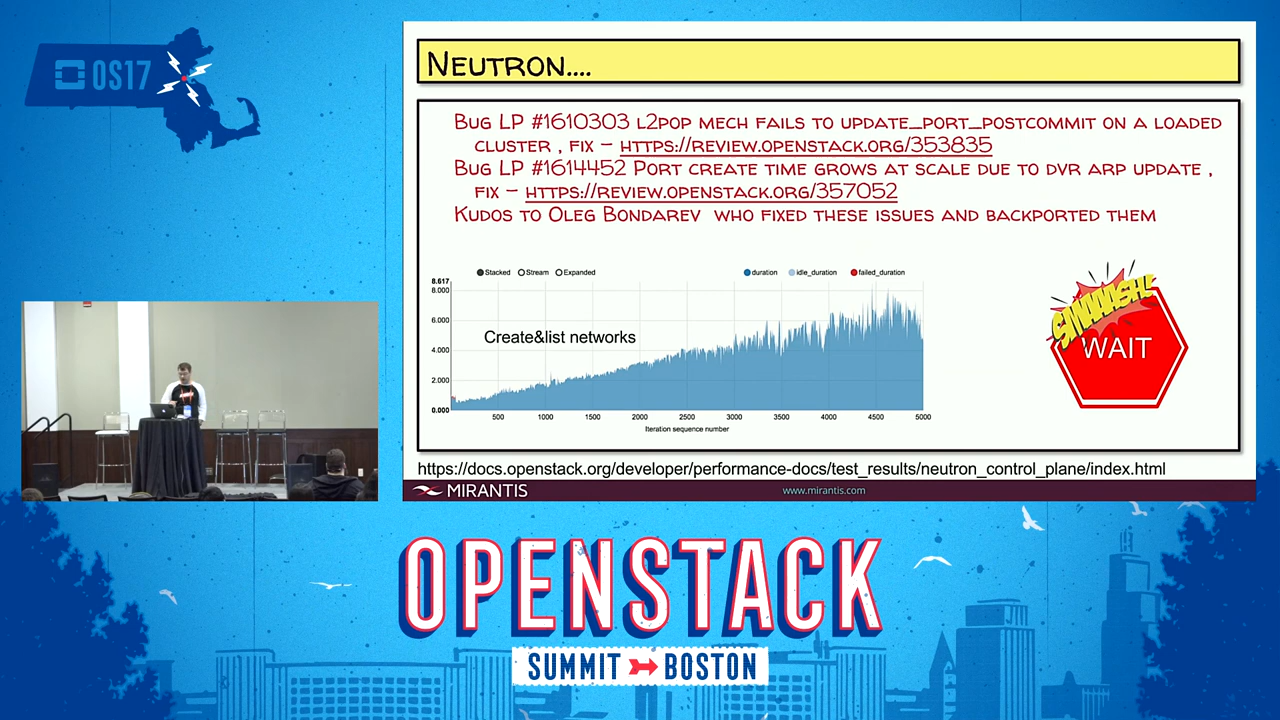 OS17
NEUTRON....
BUG LP #1610303 L2POP MECH FAILS TO UPDATE_PORT_POSTCOMMIT ON A LOADED
CLUSTER , FIX – HTTPS://REVIEW.OPENSTACK.ORG/353835
BUG LP #1614452 PORT CREATE TIME GROWS AT SCALE DUE TO DVR ARP UPDATE ,
FIX – HTTPS://REVIEW.OPENSTACK.ORG/357052
KUDOS TO OLEG BONDAREV WHO FIXED THESE ISSUES AND BACKPORTED THEM
Stacked Stream Expanded duration idle_duration failed_duration
8.617
8.000
6.000
4.000
2.000
0.000
Create&list networks
500 1000 1500 2000 2500 3000 3500 4000 4500 5000
Iteration sequence number
SMAAASH!
WAIT
https://docs.openstack.org/developer/performance-docs/test_results/neutron_control_plane/index.html
MIRANTIS www.mirantis.com
OPENSTACK
SUMMIT BOSTON